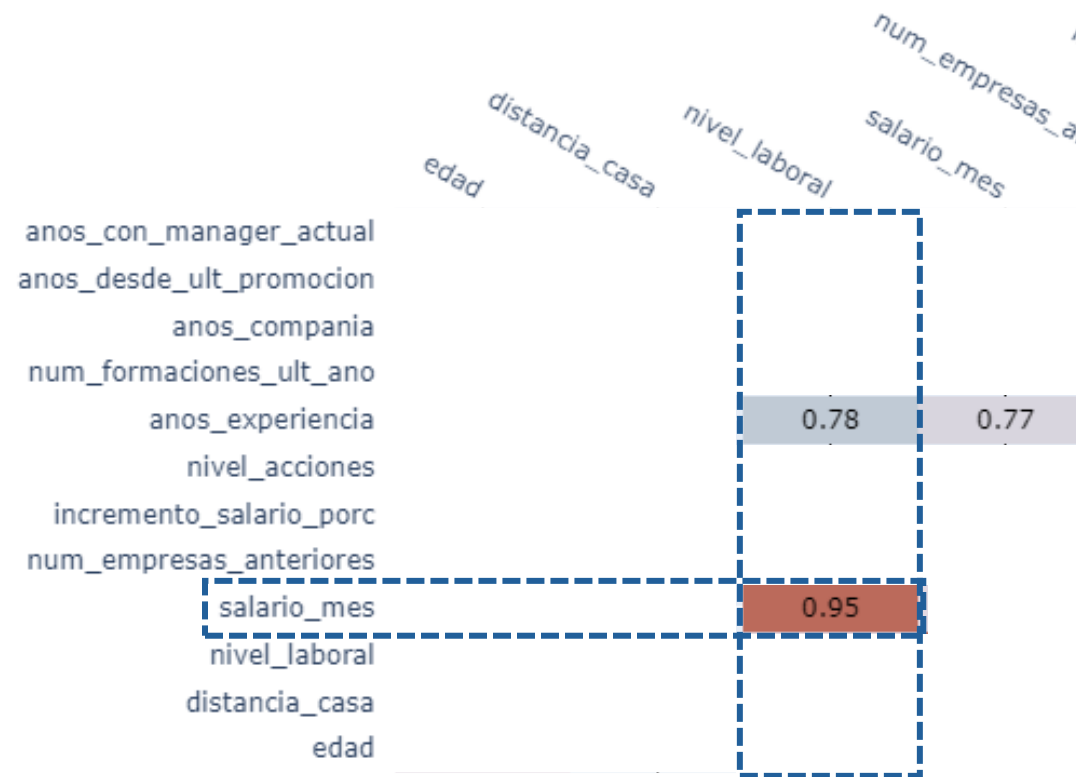 edad
distancia_casa
nivel_laboral
salario_mes
num_empresas_a
anos_con_manager_actual
anos_desde_ult_promocion
anos_compania
num_formaciones_ult_ano
anos_experiencia 0.78 0.77
nivel_acciones
incremento_salario_porc
num_empresas_anteriores
salario_mes 0.95
nivel_laboral
distancia_casa
edad